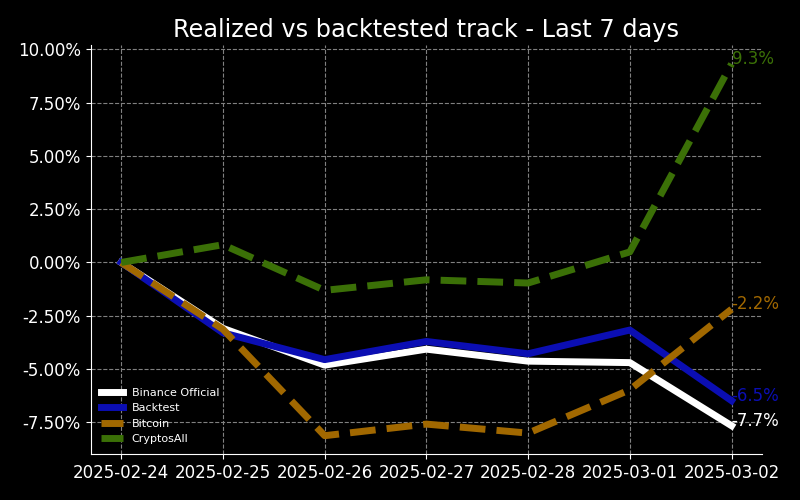 Realized vs backtested track - Last 7 days
10.00%
7.50%
5.00%
2.50%
0.00%
-2.50%
-5.00%
-7.50%
9.3%
-2.2%
-6.5%
-7.7%
Binance Official
Backtest
Bitcoin
CryptosAll
2025-02-24 2025-02-25 2025-02-26 2025-02-27 2025-02-28 2025-03-01 2025-03-02